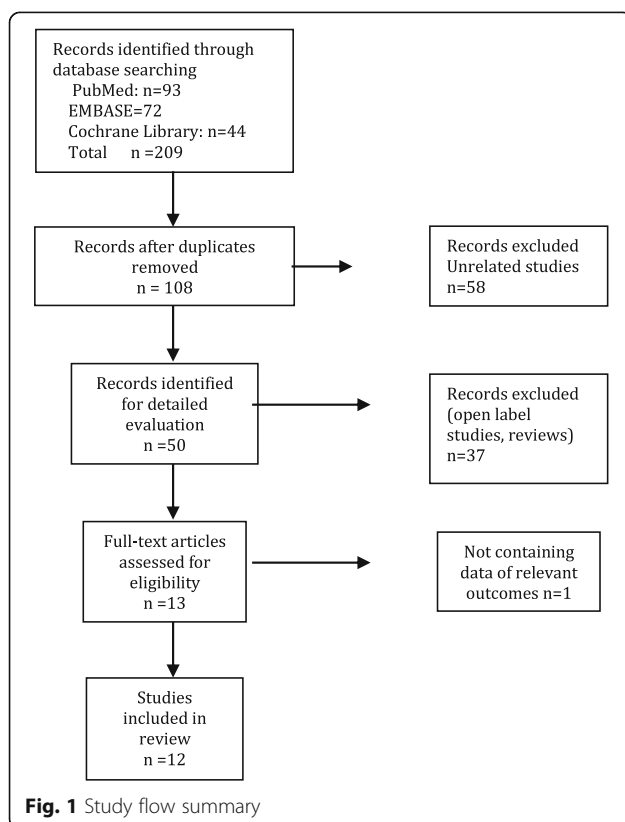 Records identified through
database searching
PubMed: n=93
EMBASE=72
Cochrane Library: n=44
Total n =209
Records after duplicates
removed
n = 108
Records excluded
Unrelated studies
n=58
Records identified
for detailed
evaluation
n =50
Records excluded
(open label
studies, reviews)
n=37
Full-text articles
assessed for
eligibility
n =13
Not containing
data of relevant
outcomes n=1
Studies
included in
review
n =12
Fig. 1 Study flow summary